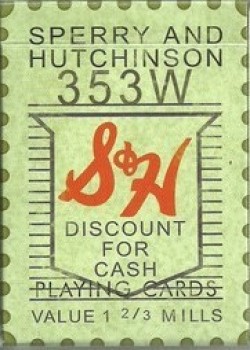 SPERRY AND
HUTCHINSON
353W
S&H
DISCOUNT
FOR
CASH
PLAYING CARDS
VALUE 1 2/3 MILLS